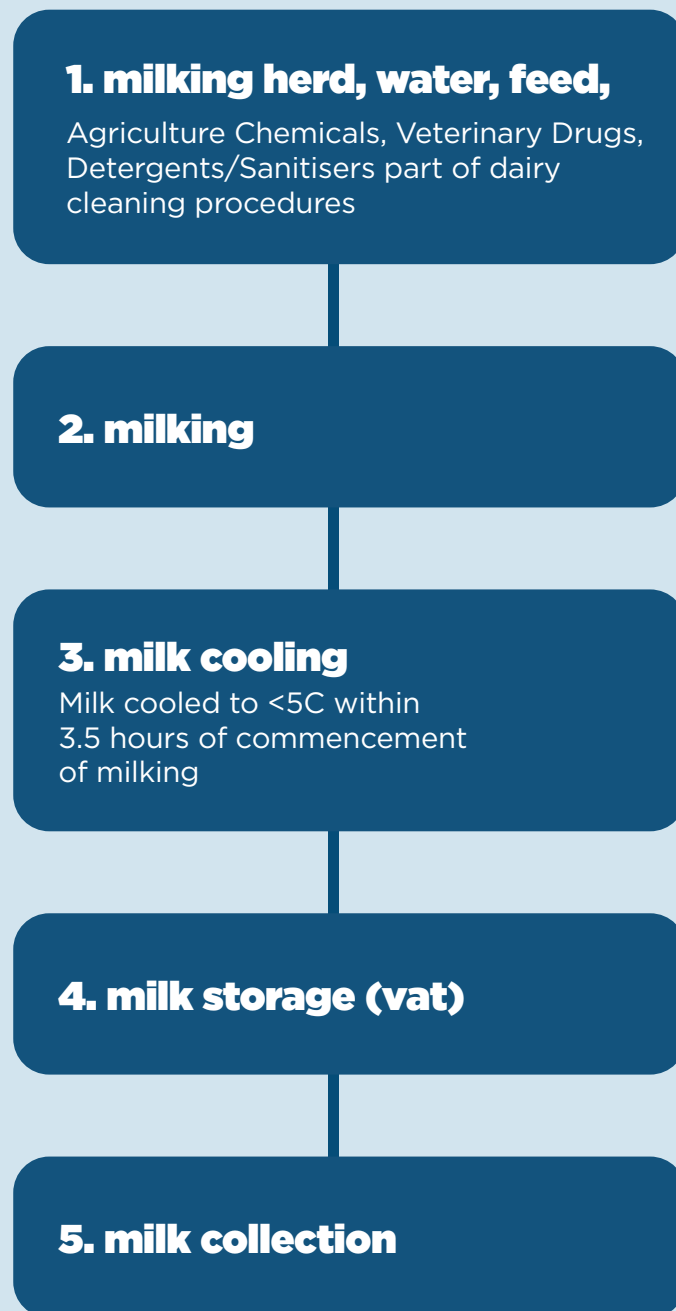 1. milking herd, water, feed,
Agriculture Chemicals, Veterinary Drugs,
Detergents/Sanitisers part of dairy
cleaning procedures
2. milking
3. milk cooling
Milk cooled to <5C within
3.5 hours of commencement
of milking
4. milk storage (vat)
5. milk collection